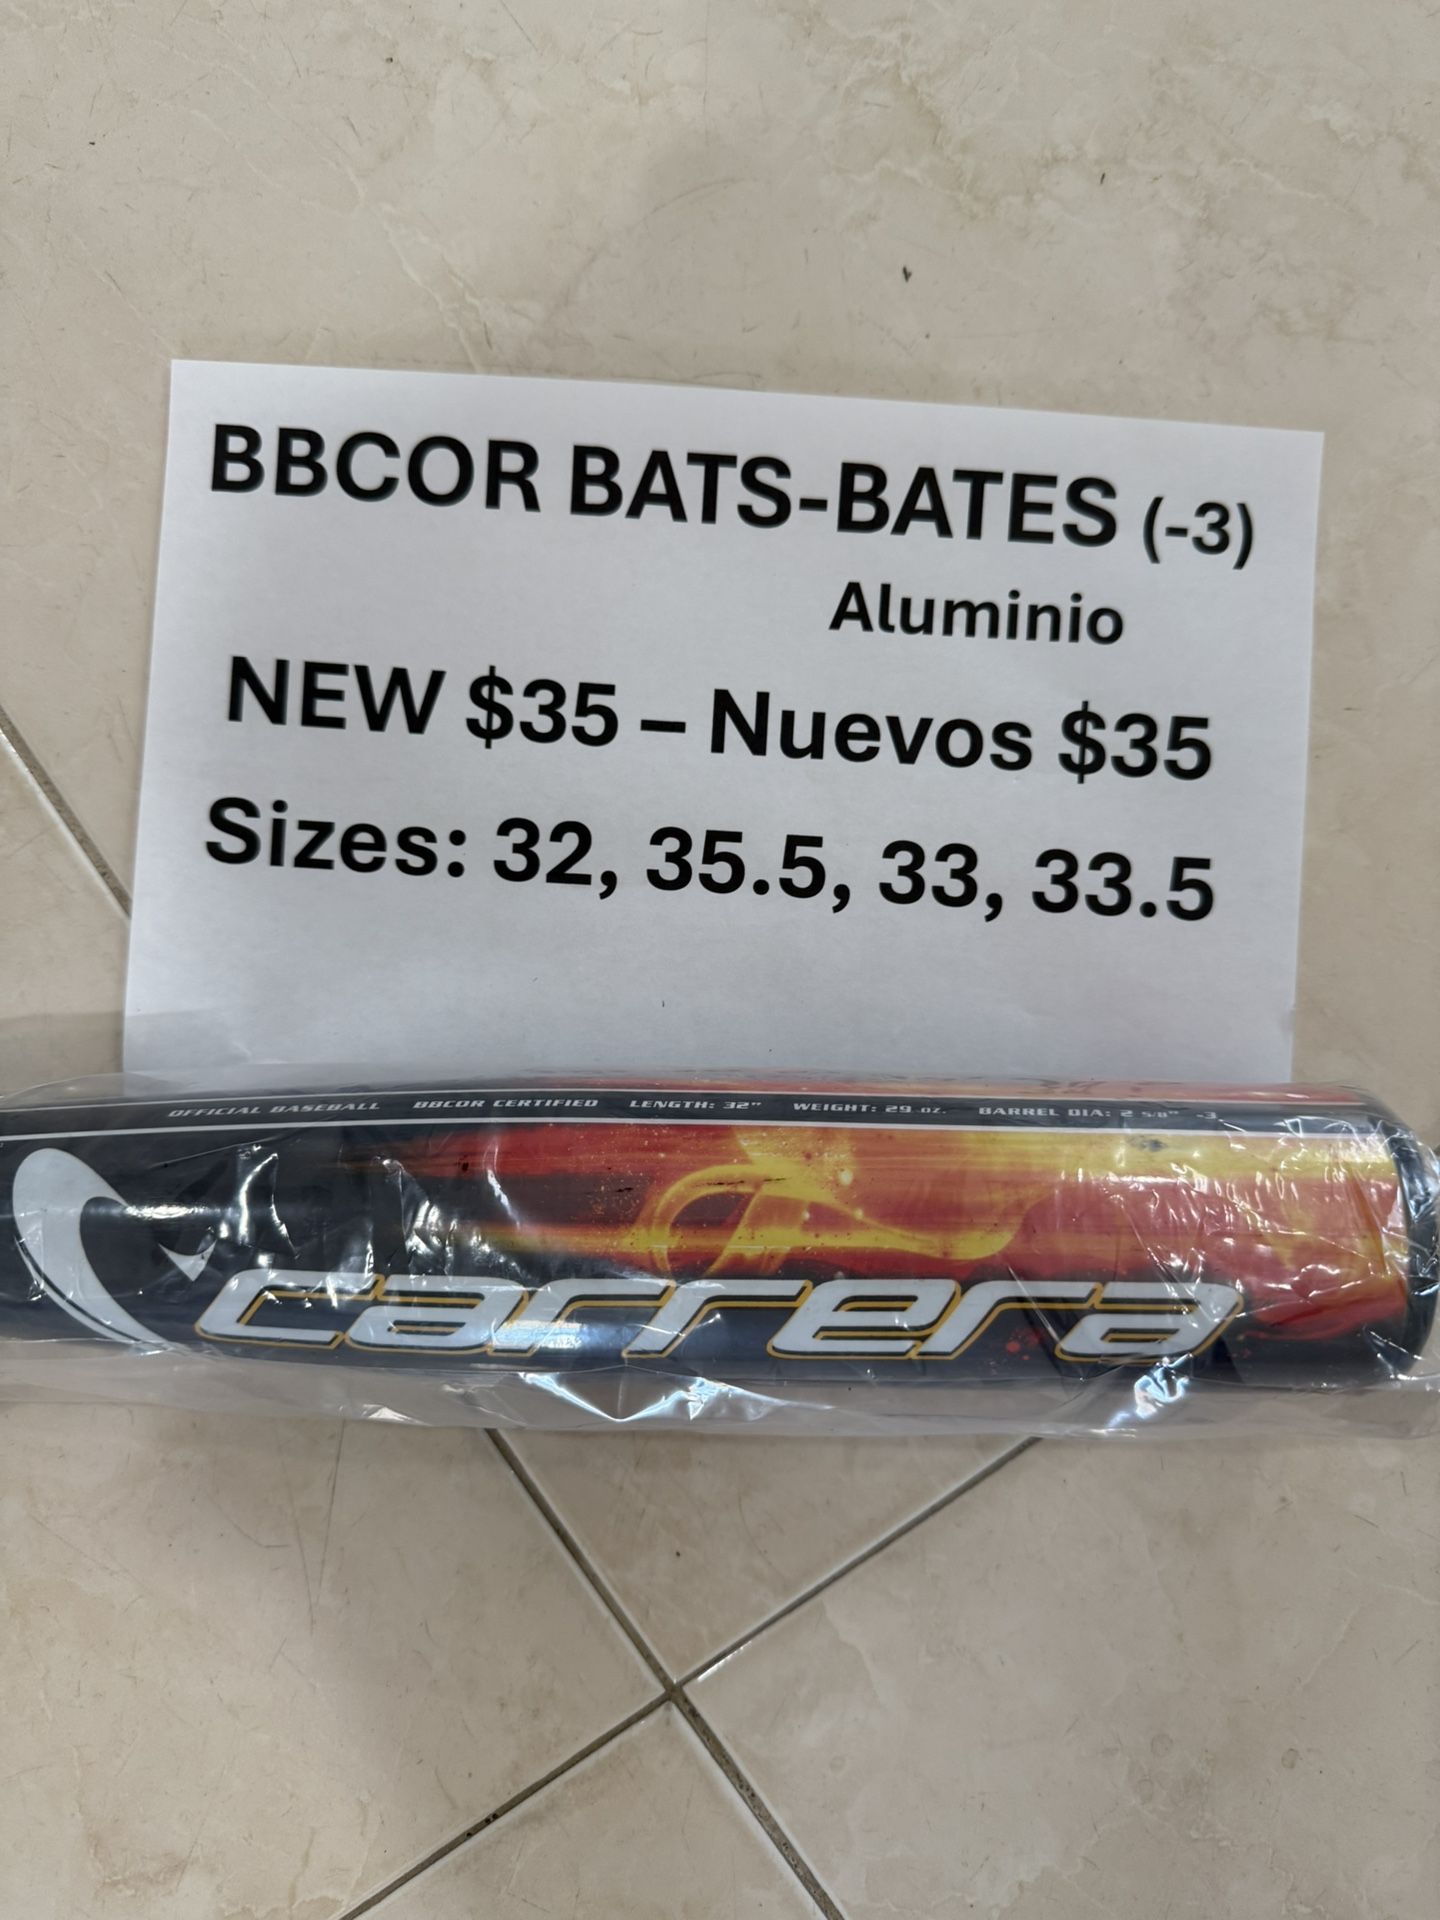 BBCOR BATS-BATES (-3)
Aluminio
NEW $35 – Nuevos $35
Sizes: 32, 35.5, 33, 33.5
OFFICIAL BASEBALL BBCOR CERTIFIED LENGTH: 32" WEIGHT: 29 OZ. BARREL DIA: 2 5/8" -3
carrera